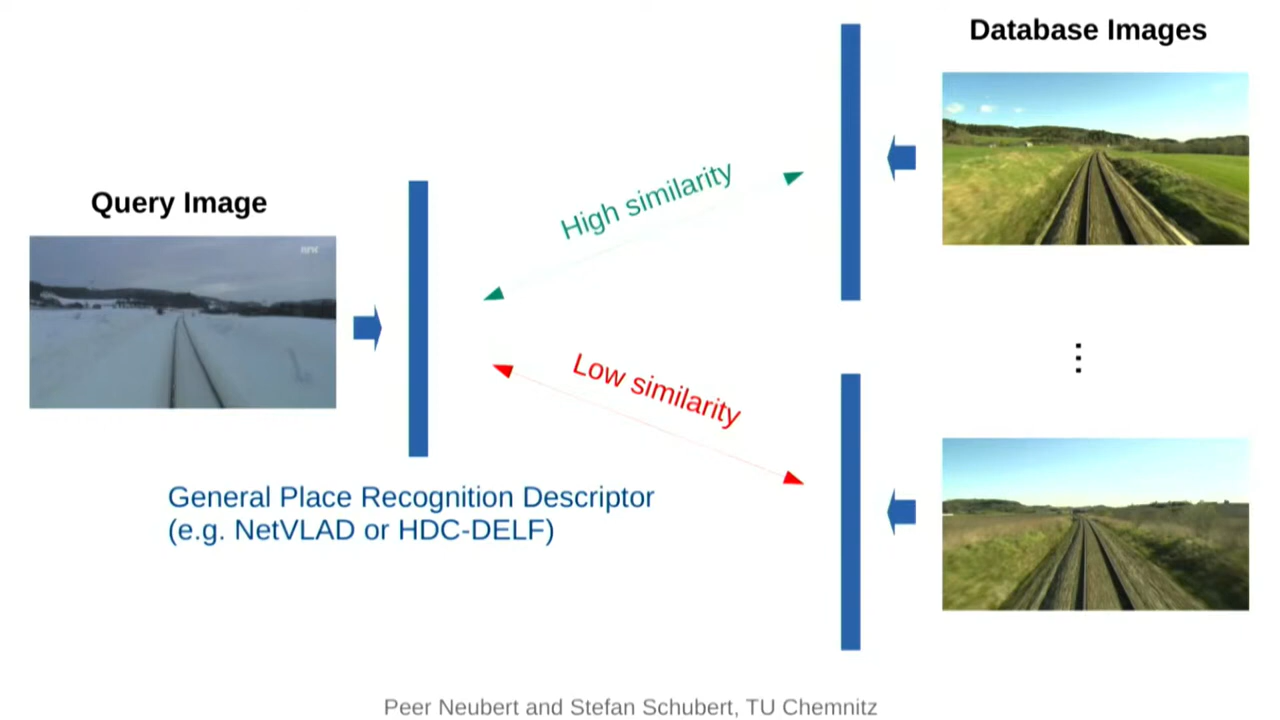 Database Images
Query Image
High similarity
Low similarity
General Place Recognition Descriptor
(e.g. NetVLAD or HDC-DELF)
Peer Neubert and Stefan Schubert, TU Chemnitz